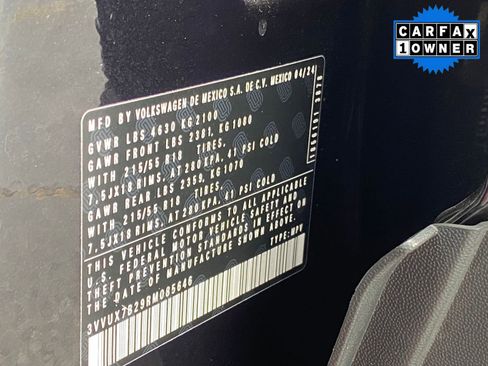 CARFAX
1 OWNER
MFD BY VOLKSWAGEN DE MEXICO S.A. DE C.V. MEXICO 04/24
GVWR LBS 4630 KG 2100
GAWR FRONT LBS 2381, KG 1080
WITH 215/55 R18 TIRES,
7.5JX18 RIMS, AT 280 KPA, 41 PSI COLD
GAWR REAR LBS 2359, KG 1070
WITH 215/55 R18 TIRES,
7.5JX18 RIMS, AT 280 KPA, 41 PSI COLD
THIS VEHICLE CONFORMS TO ALL APPLICABLE
U.S. FEDERAL MOTOR VEHICLE SAFETY AND
THEFT PREVENTION STANDARDS IN EFFECT ON
THE DATE OF MANUFACTURE SHOWN ABOVE.
TYPE: MPV
3VVUX7B29RM085646